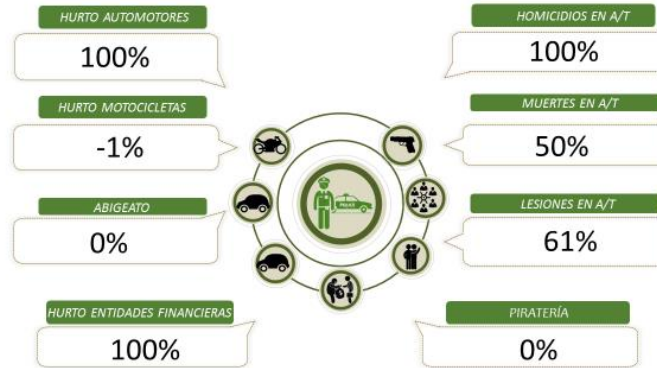 HURTO AUTOMOTORES
100%
HOMICIDIOS EN A/T
100%
HURTO MOTOCICLETAS
-1%
MUERTES EN A/T
50%
ABIGEATO
0%
LESIONES EN A/T
61%
HURTO ENTIDADES FINANCIERAS
100%
PIRATERÍA
0%
POLICE